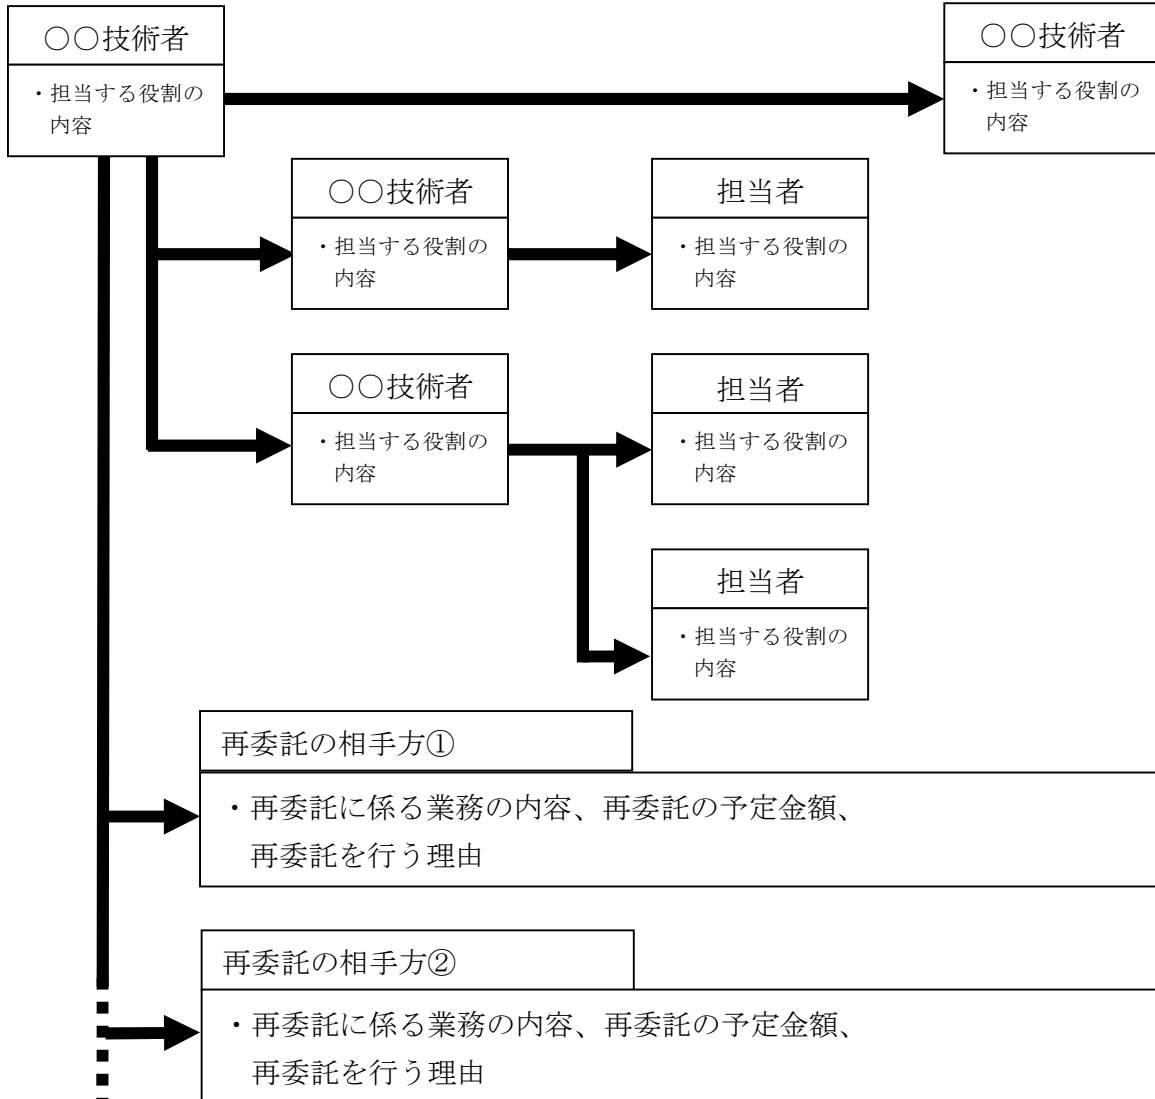 〇〇技術者
・担当する役割の
内容
〇〇技術者
・担当する役割の
内容
〇〇技術者
・担当する役割の
内容
担当者
・担当する役割の
内容
〇〇技術者
・担当する役割の
内容
担当者
・担当する役割の
内容
担当者
・担当する役割の
内容
再委託の相手方①
・再委託に係る業務の内容、再委託の予定金額、
再委託を行う理由
再委託の相手方②
・再委託に係る業務の内容、再委託の予定金額、
再委託を行う理由